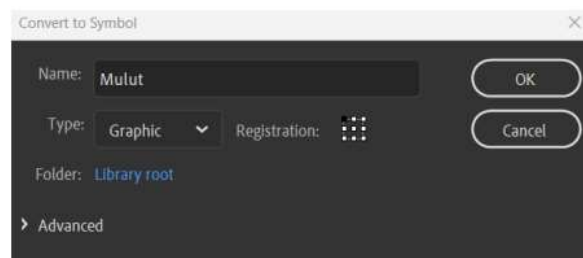 Convert to Symbol
Name: Mulut OK
Type: Graphic Registration: Cancel
Folder: Library root
Advanced